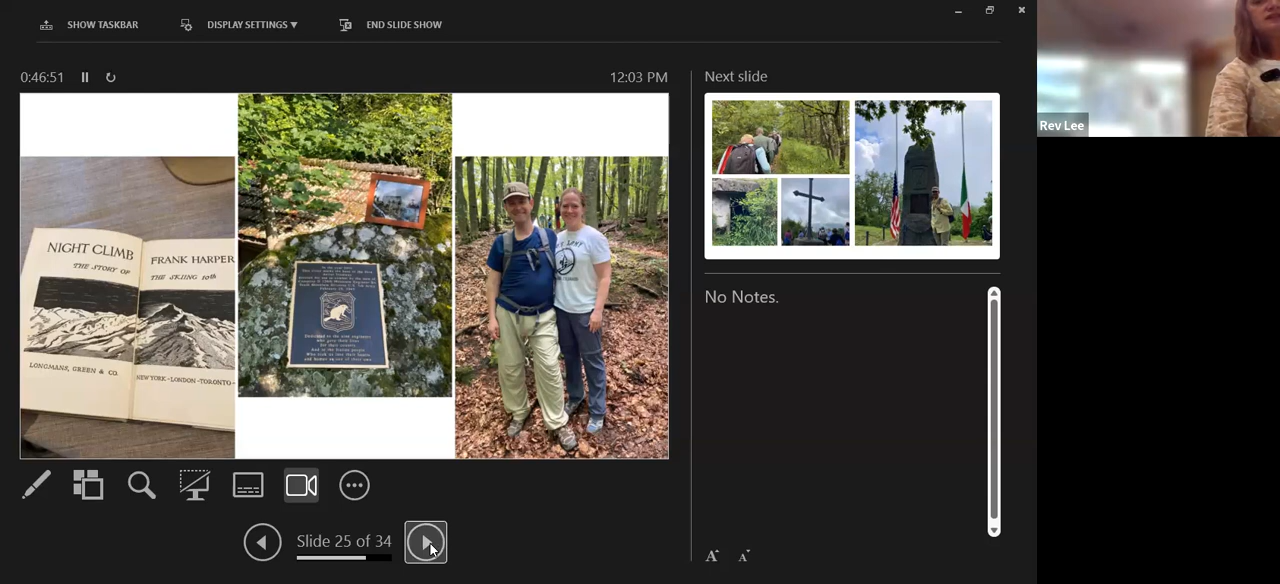 SHOW TASKBAR
DISPLAY SETTINGS ▼
END SLIDE SHOW
0:46:51
12:03 PM
Next slide
Rev Lee
NIGHT CLIMB
THE STORY OF
FRANK HARPER
THE SKIING 10th
LONGMANS, GREEN & CO.
NEW YORK - LONDON - TORONTO -
No Notes.
Slide 25 of 34
A
A